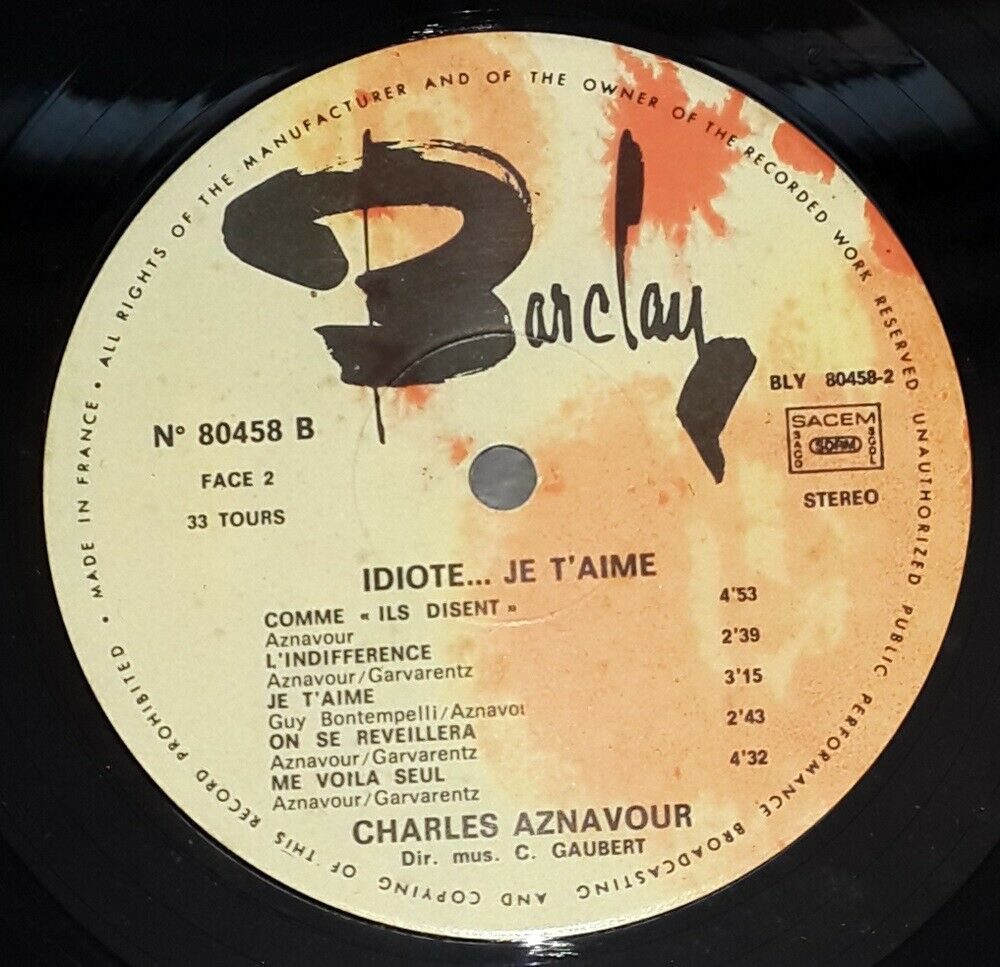 MADE IN FRANCE • ALL RIGHTS OF THE MANUFACTURER AND OF THE OWNER OF THE RECORDED WORK RESERVED UNAUTHORIZED PUBLIC PERFORMANCE BROADCASTING AND COPYING OF THIS RECORD PROHIBITED •
Barclay
BLY 80458-2
N° 80458 B
SACEM
SACD SDRM SCDL
FACE 2
STEREO
33 TOURS
IDIOTE... JE T'AIME
COMME « ILS DISENT » 4'53
Aznavour
L'INDIFFERENCE 2'39
Aznavour/Garvarentz
JE T'AIME 3'15
Guy Bontempelli/Aznavou
ON SE REVEILLERA 2'43
Aznavour/Garvarentz
ME VOILA SEUL 4'32
Aznavour/Garvarentz
CHARLES AZNAVOUR
Dir. mus. C. GAUBERT